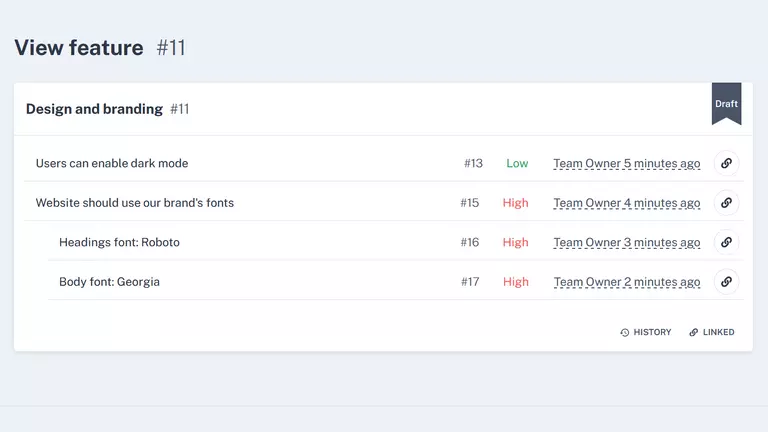 View feature #11
Design and branding #11
Draft
Users can enable dark mode #13 Low Team Owner 5 minutes ago
Website should use our brand's fonts #15 High Team Owner 4 minutes ago
Headings font: Roboto #16 High Team Owner 3 minutes ago
Body font: Georgia #17 High Team Owner 2 minutes ago
HISTORY LINKED